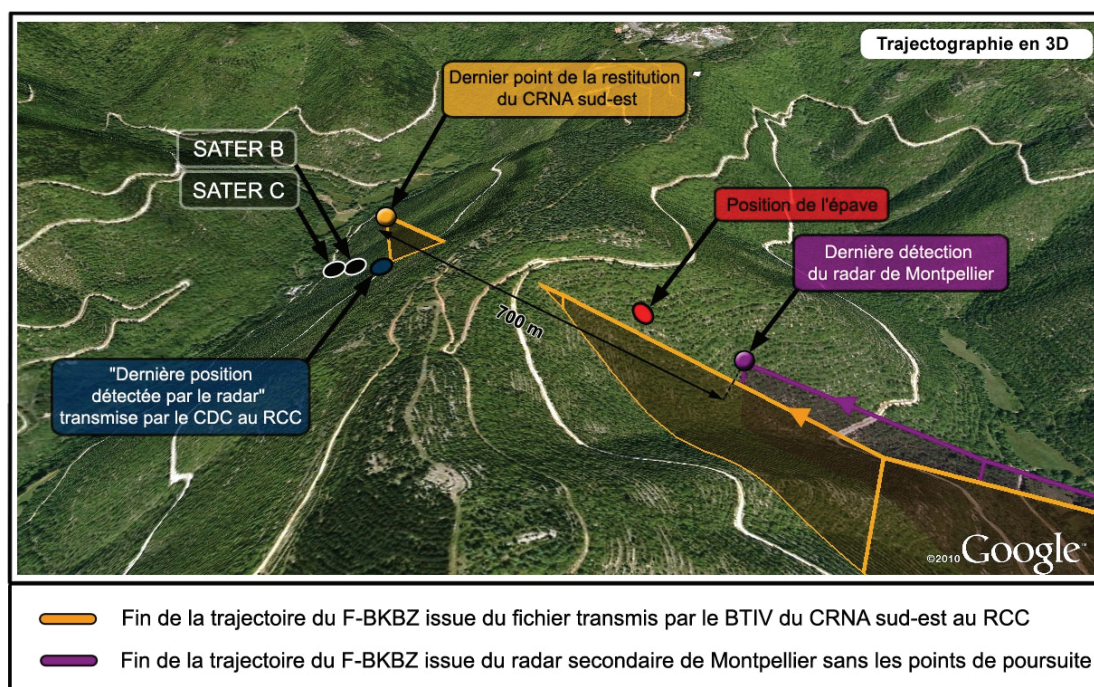 Trajectographie en 3D
Dernier point de la restitution
du CRNA sud-est
SATER B
SATER C
Position de l'épave
Dernière détection
du radar de Montpellier
700 m
"Dernière position
détectée par le radar"
transmise par le CDC au RCC
©2010 Google™
Fin de la trajectoire du F-BKBZ issue du fichier transmis par le BTIV du CRNA sud-est au RCC
Fin de la trajectoire du F-BKBZ issue du radar secondaire de Montpellier sans les points de poursuite